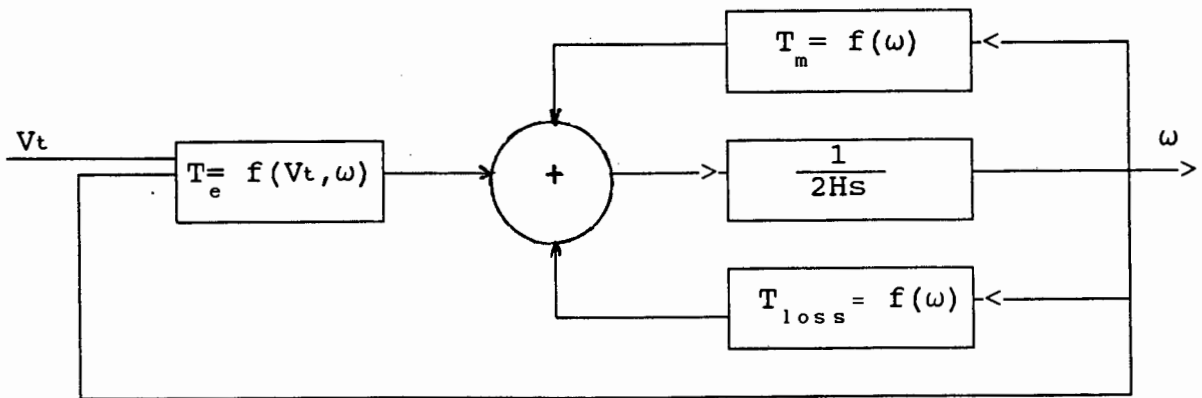 T_m = f(ω)
Vt
T_e = f(Vt,ω)
+
1
2Hs
ω
T_loss = f(ω)